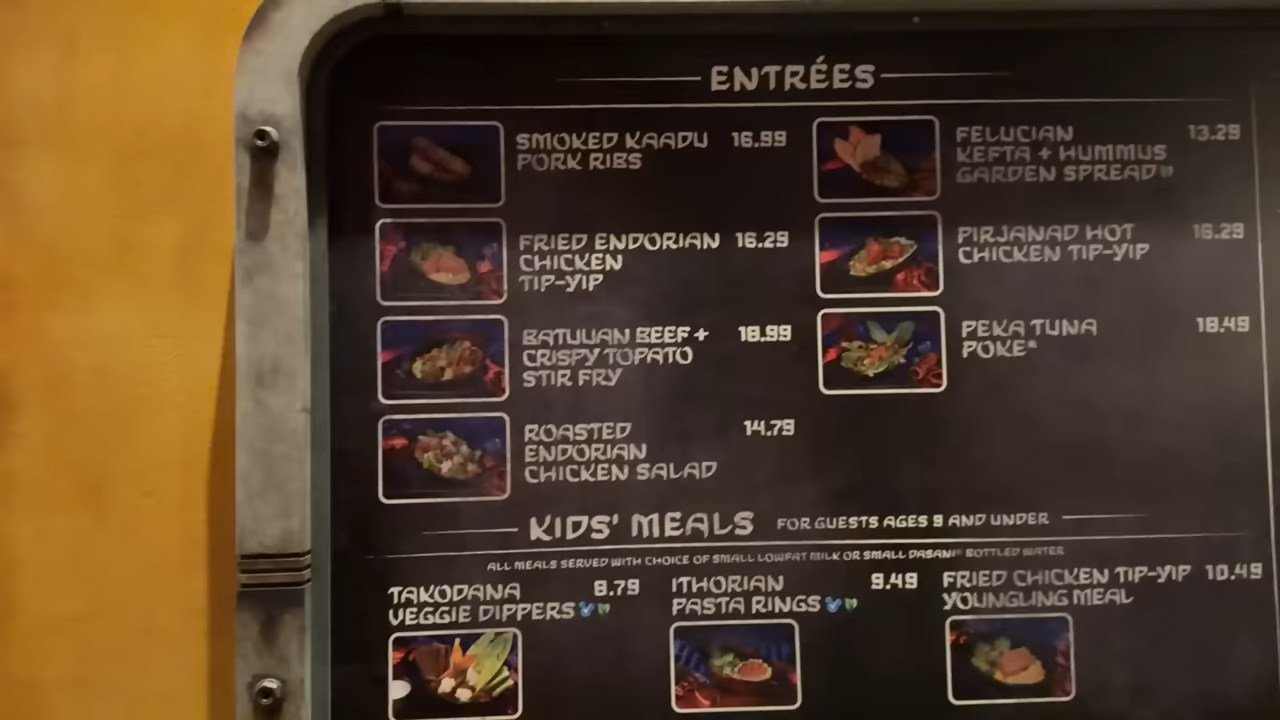 ENTRÉES
SMOKED KAADU 16.99
PORK RIBS
FRIED ENDORIAN 16.29
CHICKEN
TIP-YIP
BATUUAN BEEF + 18.99
CRISPY TOPATO
STIR FRY
ROASTED 14.79
ENDORIAN
CHICKEN SALAD
FELUCIAN 13.29
KEFTA + HUMMUS
GARDEN SPREAD
PIRJANAD HOT 16.29
CHICKEN TIP-YIP
PEKA TUNA 18.49
POKE*
KIDS' MEALS FOR GUESTS AGES 9 AND UNDER
ALL MEALS SERVED WITH CHOICE OF SMALL LOWFAT MILK OR SMALL DASANI® BOTTLED WATER
TAKODANA 8.79
VEGGIE DIPPERS
ITHORIAN 9.49
PASTA RINGS
FRIED CHICKEN TIP-YIP 10.49
YOUNGLING MEAL